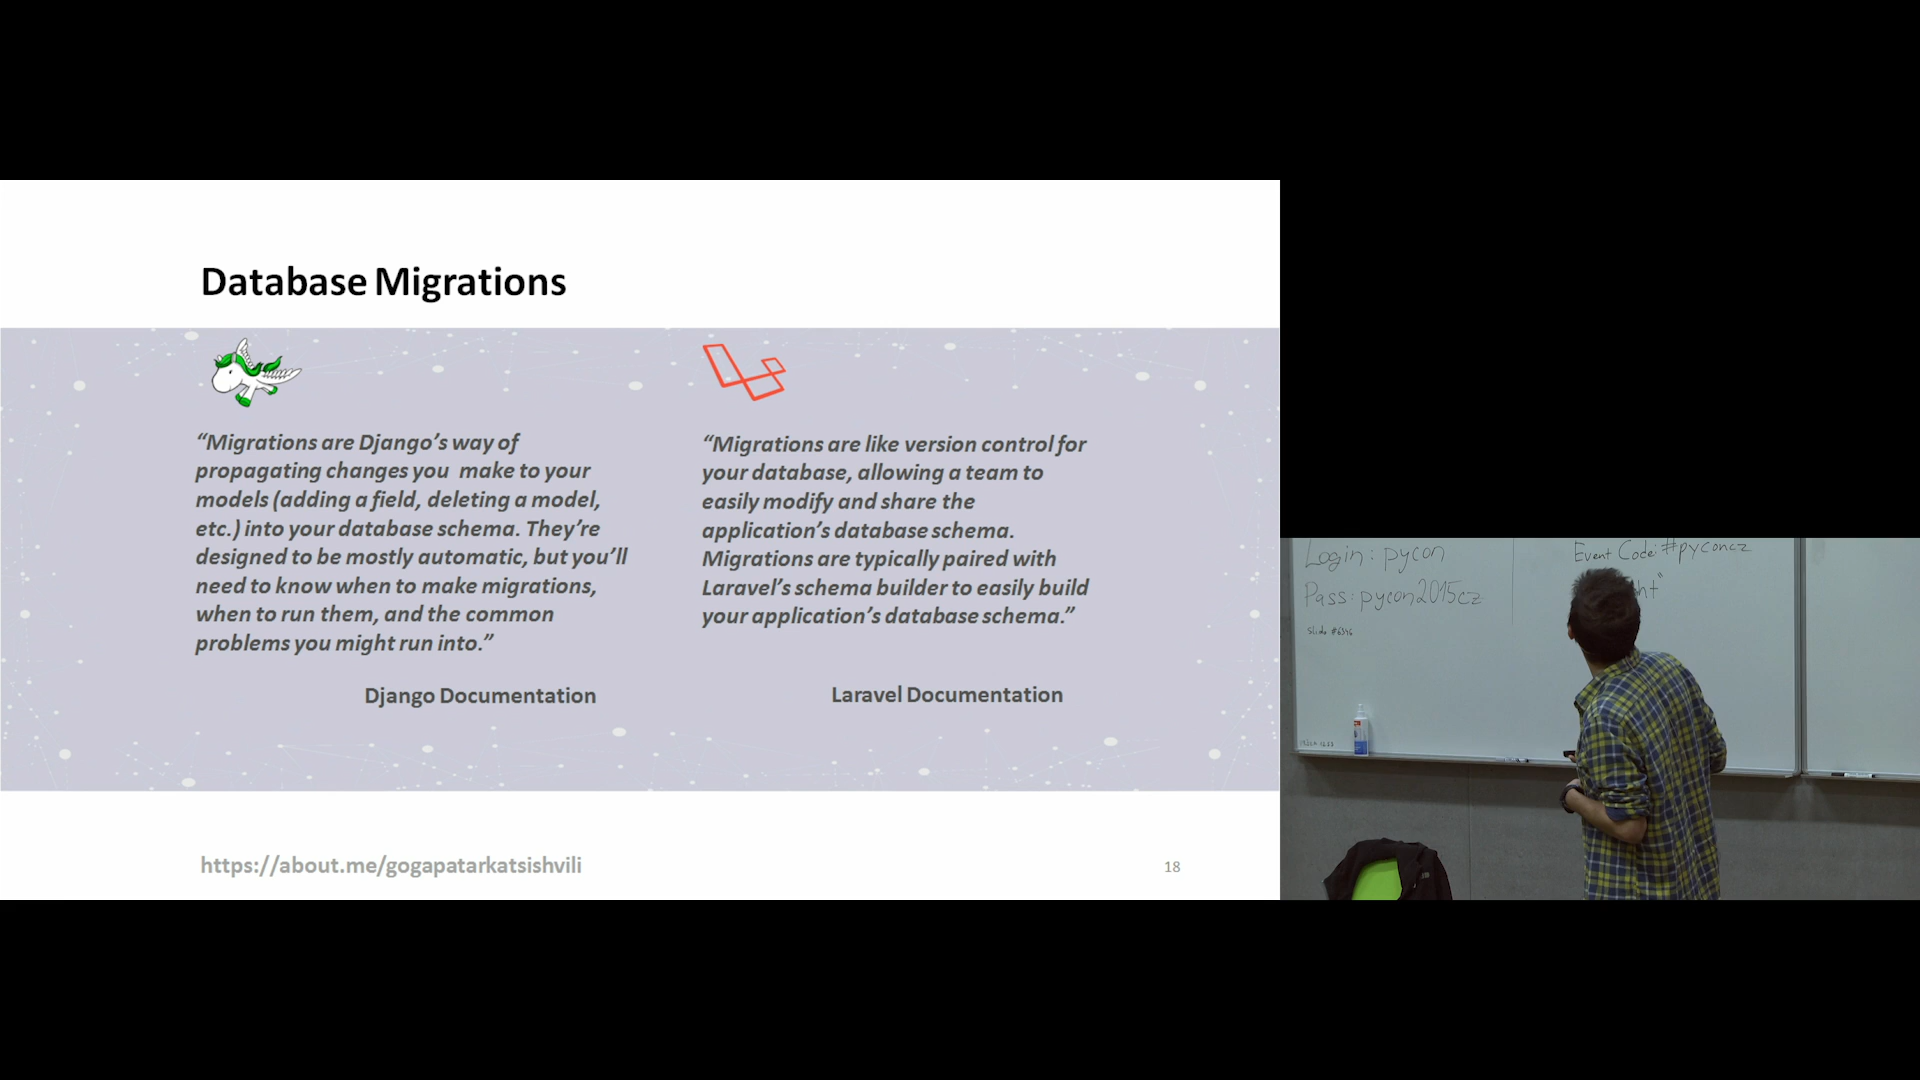 Database Migrations
“Migrations are Django’s way of
propagating changes you make to your
models (adding a field, deleting a model,
etc.) into your database schema. They’re
designed to be mostly automatic, but you’ll
need to know when to make migrations,
when to run them, and the common
problems you might run into.”
Django Documentation
“Migrations are like version control for
your database, allowing a team to
easily modify and share the
application’s database schema.
Migrations are typically paired with
Laravel’s schema builder to easily build
your application’s database schema.”
Laravel Documentation
https://about.me/gogapatarkatsishvili
18
Login: pycon
Pass: pycon2015cz
Event Code: #pyconcz